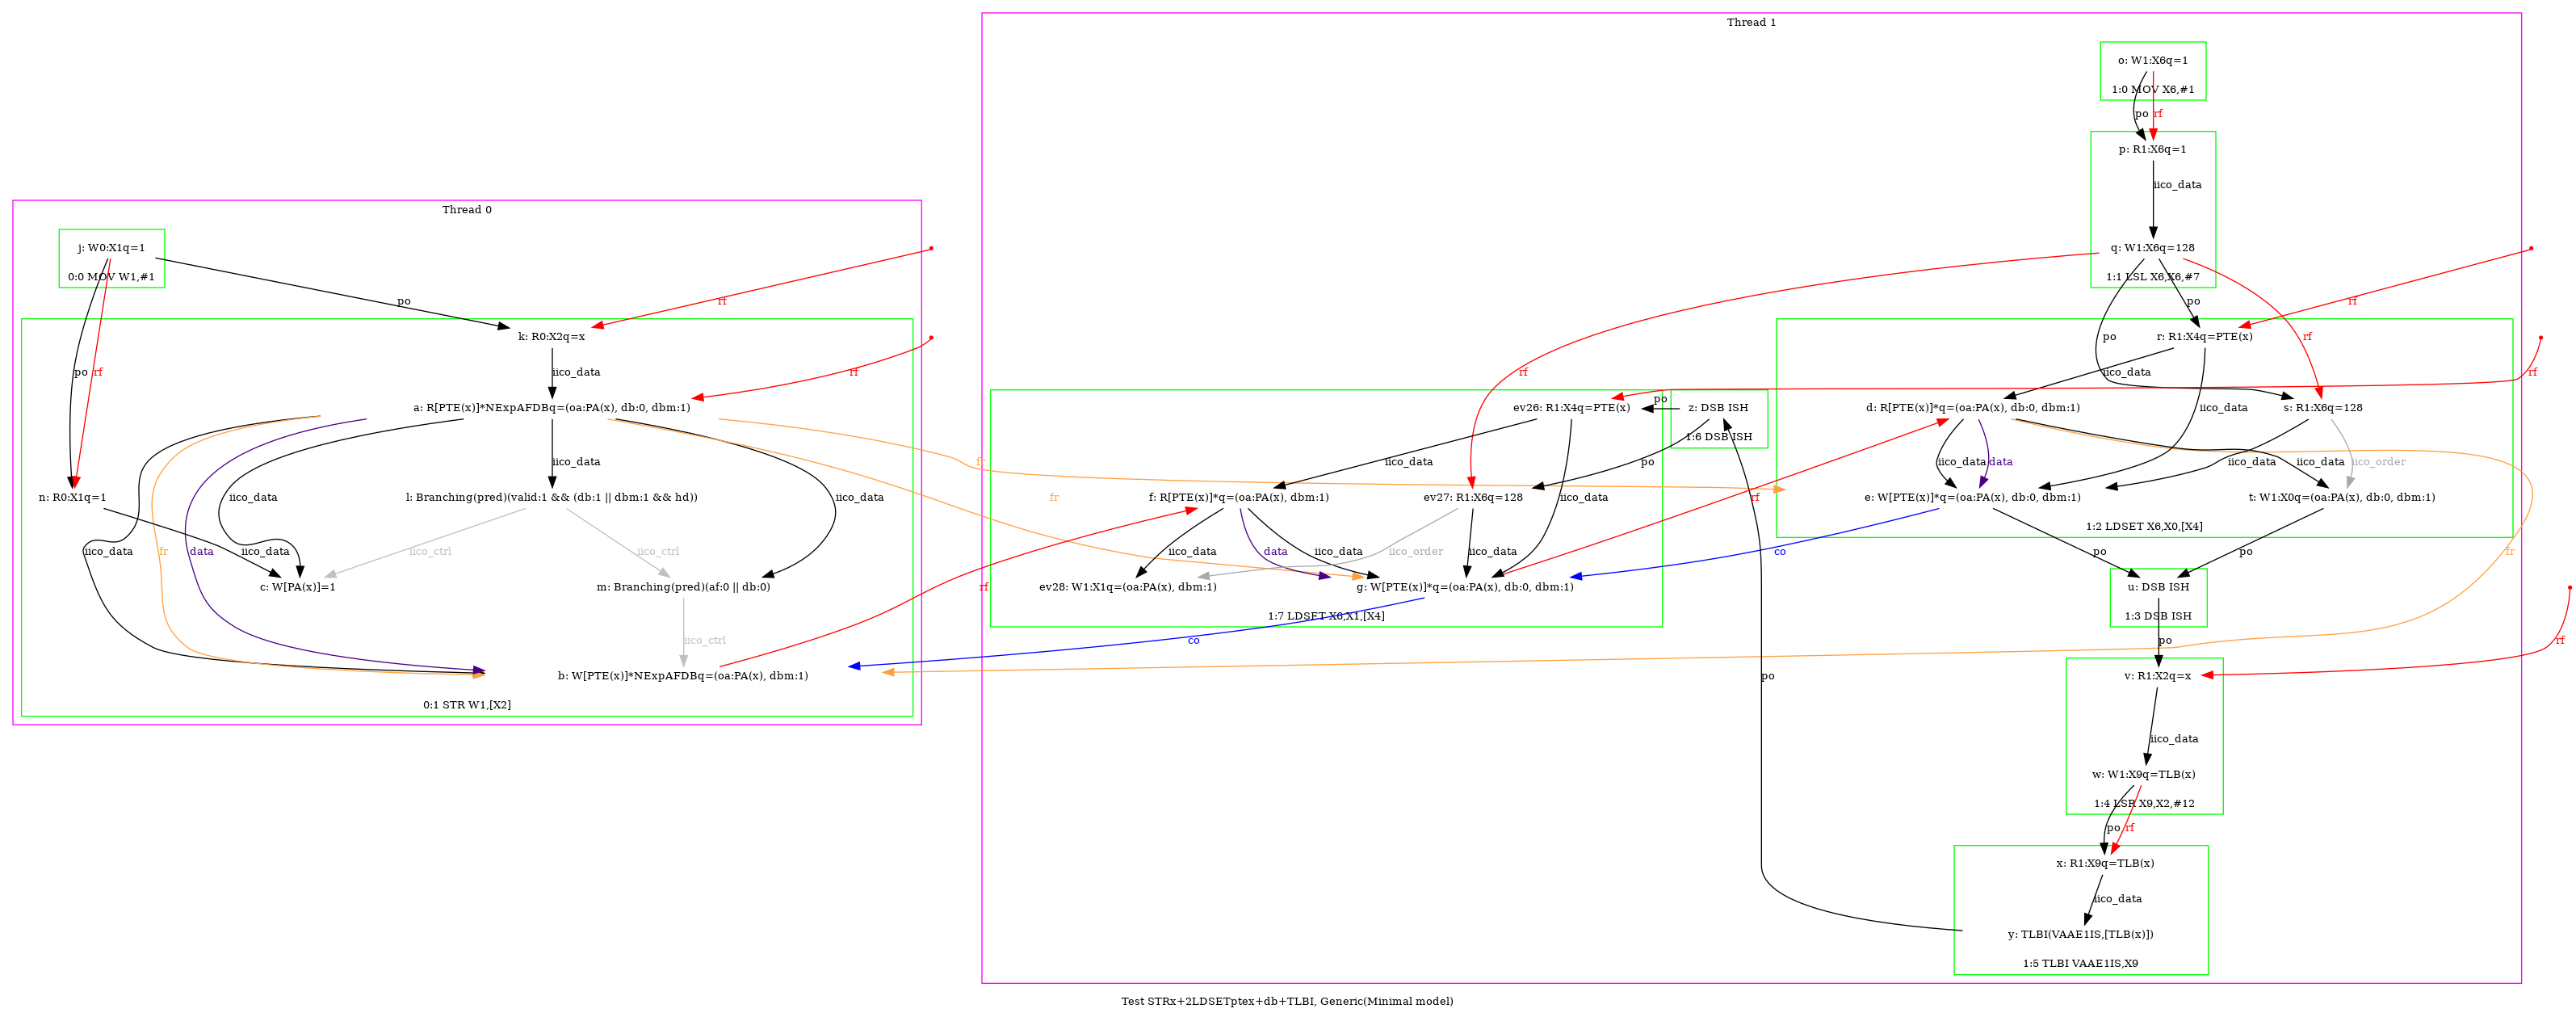 Thread 1
o: W1:X6q=1
1:0 MOV X6,#1
po
rf
p: R1:X6q=1
iico_data
q: W1:X6q=128
1:1 LSL X6,X6,#7
Thread 0
j: W0:X1q=1
0:0 MOV W1,#1
po
rf
po
rf
k: R0:X2q=x
po
rf
iico_data
rf
a: R[PTE(x)]*NExpAFDBq=(oa:PA(x), db:0, dbm:1)
fr
iico_data
l: Branching(pred)(valid:1 && (db:1 || dbm:1 && hd))
n: R0:X1q=1
iico_data
iico_data
fr
iico_data
fr
data
iico_data
iico_ctrl
iico_ctrl
c: W[PA(x)]=1
m: Branching(pred)(af:0 || db:0)
iico_ctrl
b: W[PTE(x)]*NExpAFDBq=(oa:PA(x), dbm:1)
0:1 STR W1,[X2]
rf
co
rf
ev26: R1:X4q=PTE(x)
po
z: DSB ISH
1:6 DSB ISH
iico_data
po
f: R[PTE(x)]*q=(oa:PA(x), dbm:1)
ev27: R1:X6q=128
iico_data
rf
iico_data
data
iico_data
iico_order
iico_data
ev28: W1:X1q=(oa:PA(x), dbm:1)
g: W[PTE(x)]*q=(oa:PA(x), db:0, dbm:1)
1:7 LDSET X6,X1,[X4]
po
rf
po
rf
rf
r: R1:X4q=PTE(x)
iico_data
d: R[PTE(x)]*q=(oa:PA(x), db:0, dbm:1)
s: R1:X6q=128
iico_data
iico_data
data
iico_data
iico_data
iico_order
e: W[PTE(x)]*q=(oa:PA(x), db:0, dbm:1)
t: W1:X0q=(oa:PA(x), db:0, dbm:1)
1:2 LDSET X6,X0,[X4]
co
po
po
fr
u: DSB ISH
1:3 DSB ISH
po
rf
v: R1:X2q=x
iico_data
w: W1:X9q=TLB(x)
1:4 LSR X9,X2,#12
po
rf
x: R1:X9q=TLB(x)
iico_data
y: TLBI(VAAE1IS,[TLB(x)])
1:5 TLBI VAAE1IS,X9
po
Test STRx+2LDSETptex+db+TLBI, Generic(Minimal model)